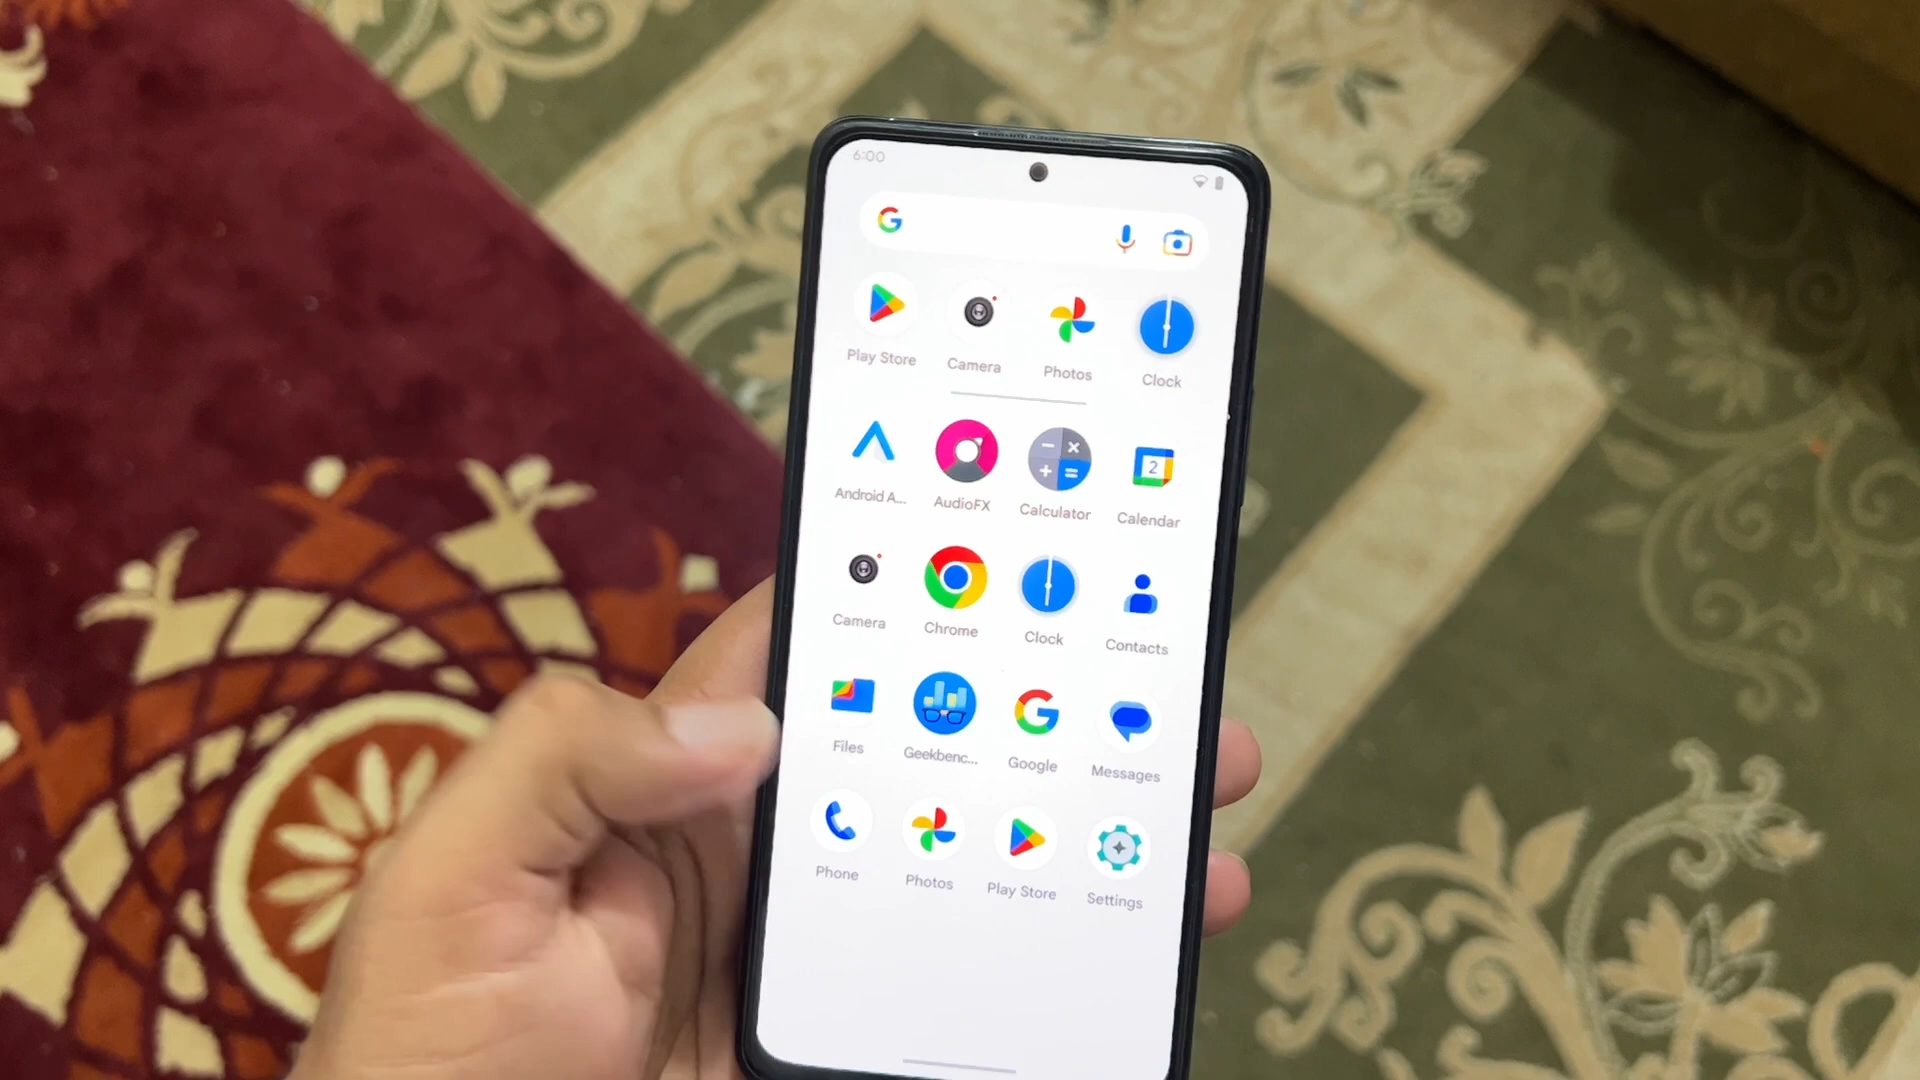 6:00
Play Store Camera Photos Clock
Android A... AudioFX Calculator Calendar
2
Camera Chrome Clock Contacts
Files Geekbenc... Google Messages
Phone Photos Play Store Settings